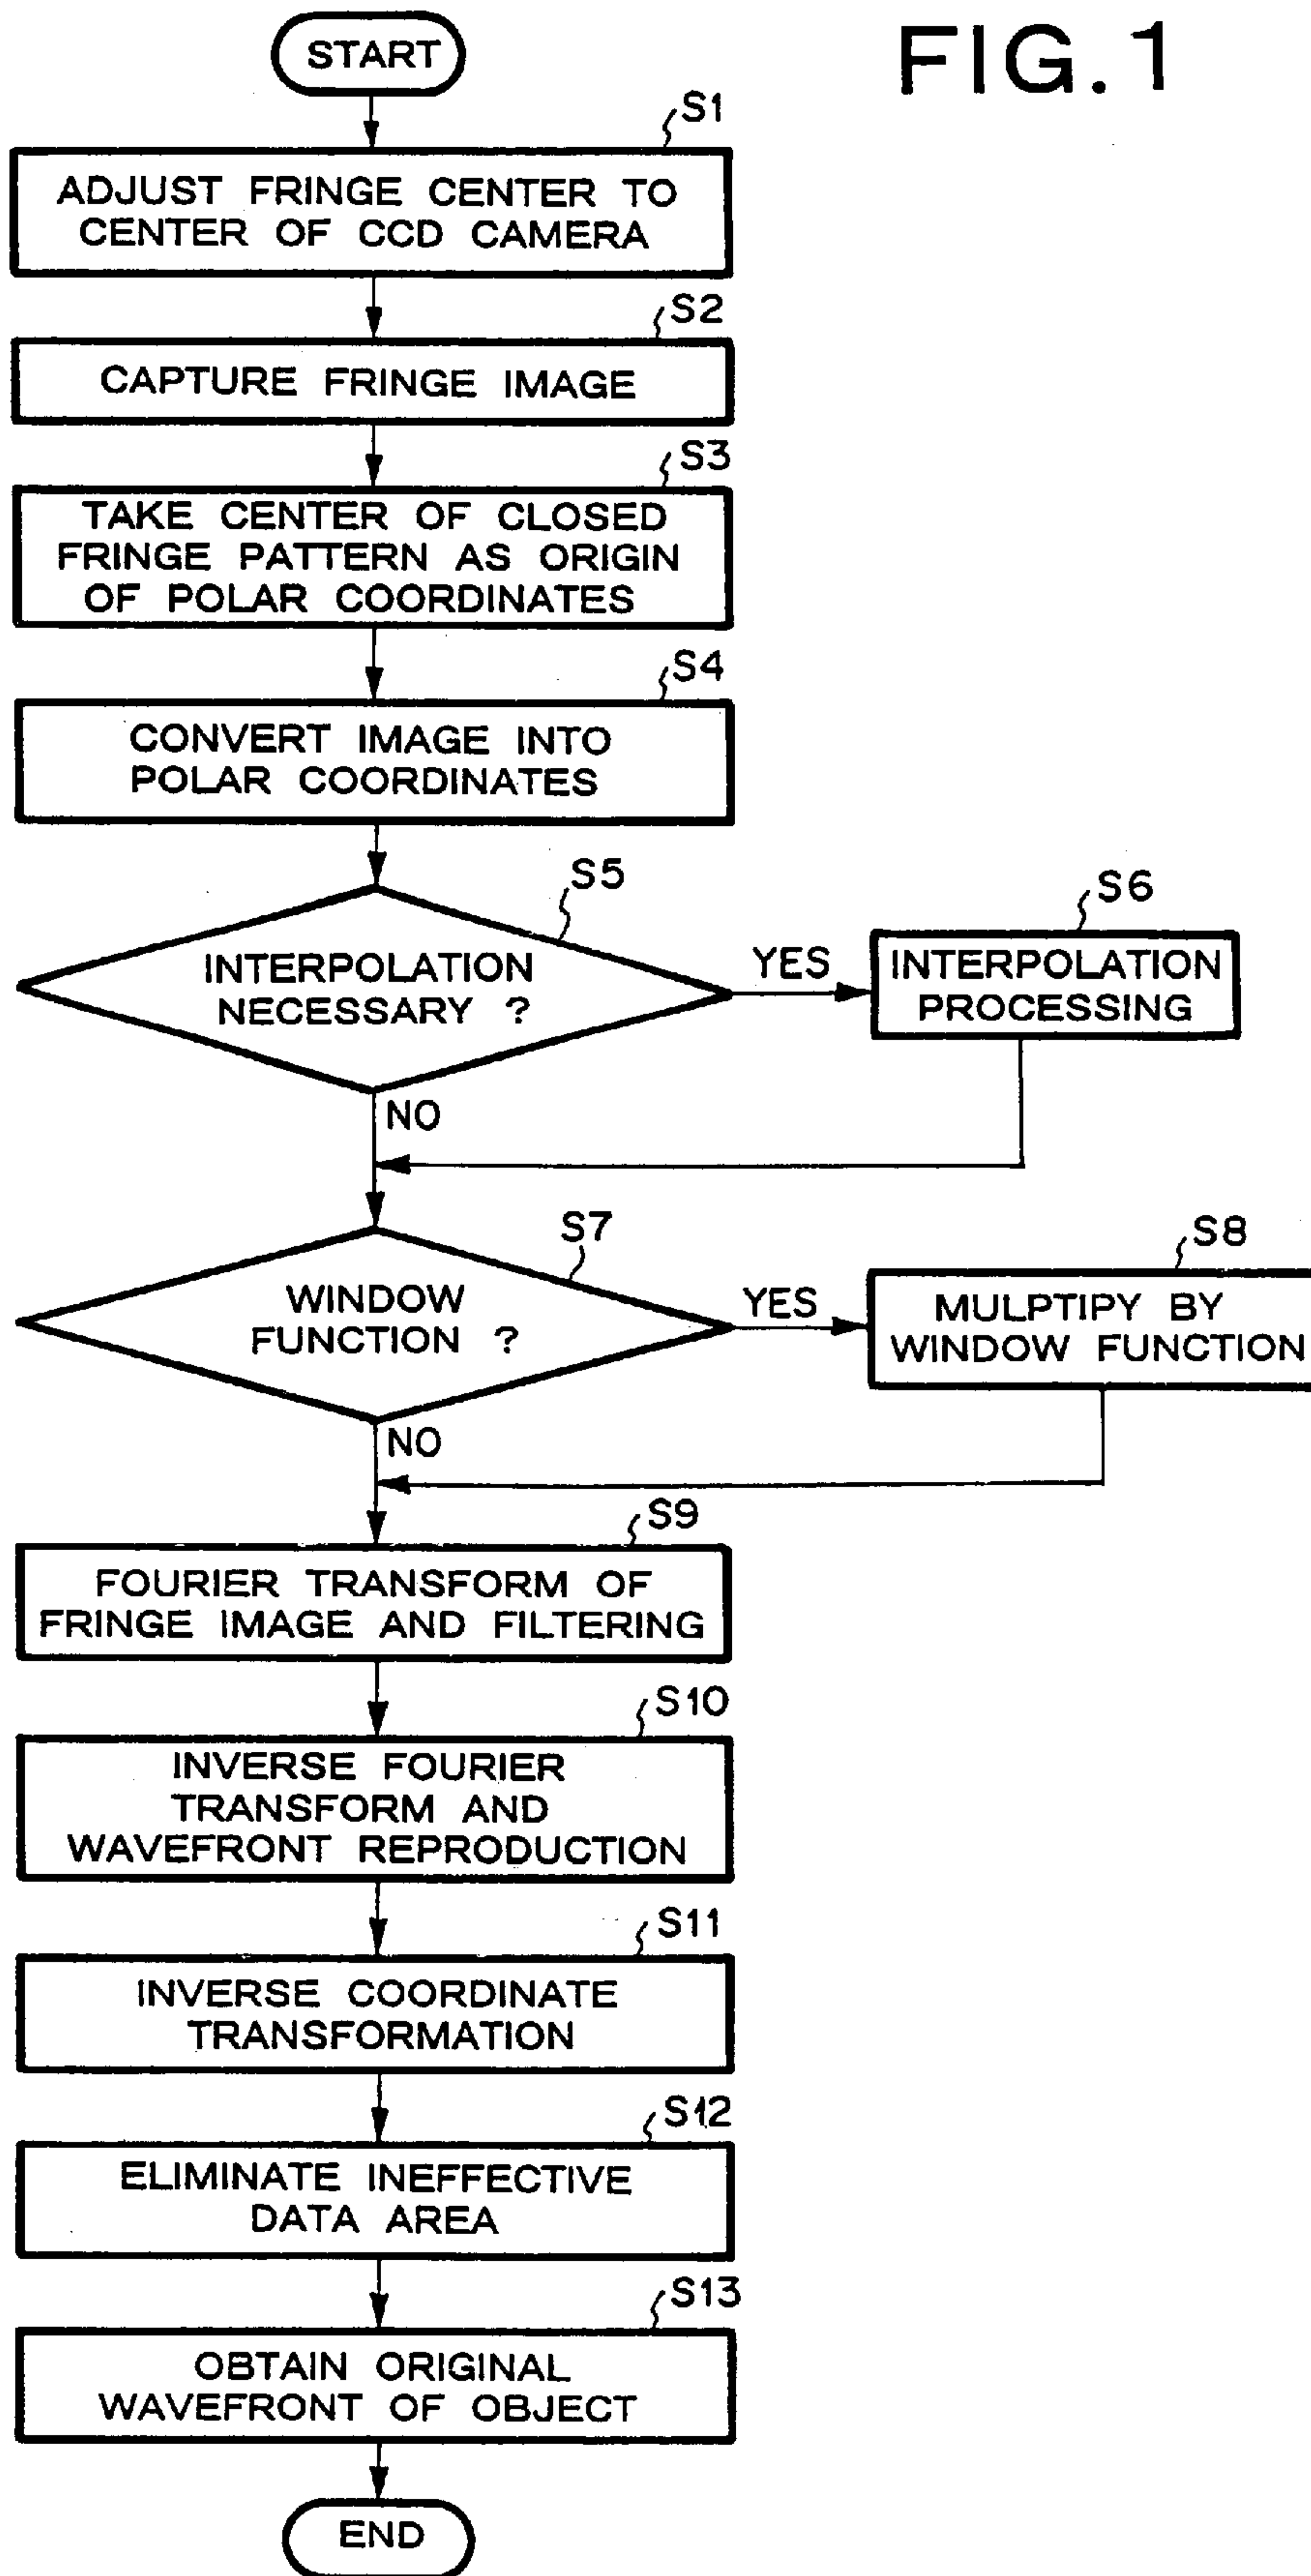 FIG.1
START
S1
ADJUST FRINGE CENTER TO
CENTER OF CCD CAMERA
S2
CAPTURE FRINGE IMAGE
S3
TAKE CENTER OF CLOSED
FRINGE PATTERN AS ORIGIN
OF POLAR COORDINATES
S4
CONVERT IMAGE INTO
POLAR COORDINATES
S5
INTERPOLATION
NECESSARY ?
YES
S6
INTERPOLATION
PROCESSING
NO
S7
WINDOW
FUNCTION ?
YES
S8
MULPTIPY BY
WINDOW FUNCTION
NO
S9
FOURIER TRANSFORM OF
FRINGE IMAGE AND FILTERING
S10
INVERSE FOURIER
TRANSFORM AND
WAVEFRONT REPRODUCTION
S11
INVERSE COORDINATE
TRANSFORMATION
S12
ELIMINATE INEFFECTIVE
DATA AREA
S13
OBTAIN ORIGINAL
WAVEFRONT OF OBJECT
END